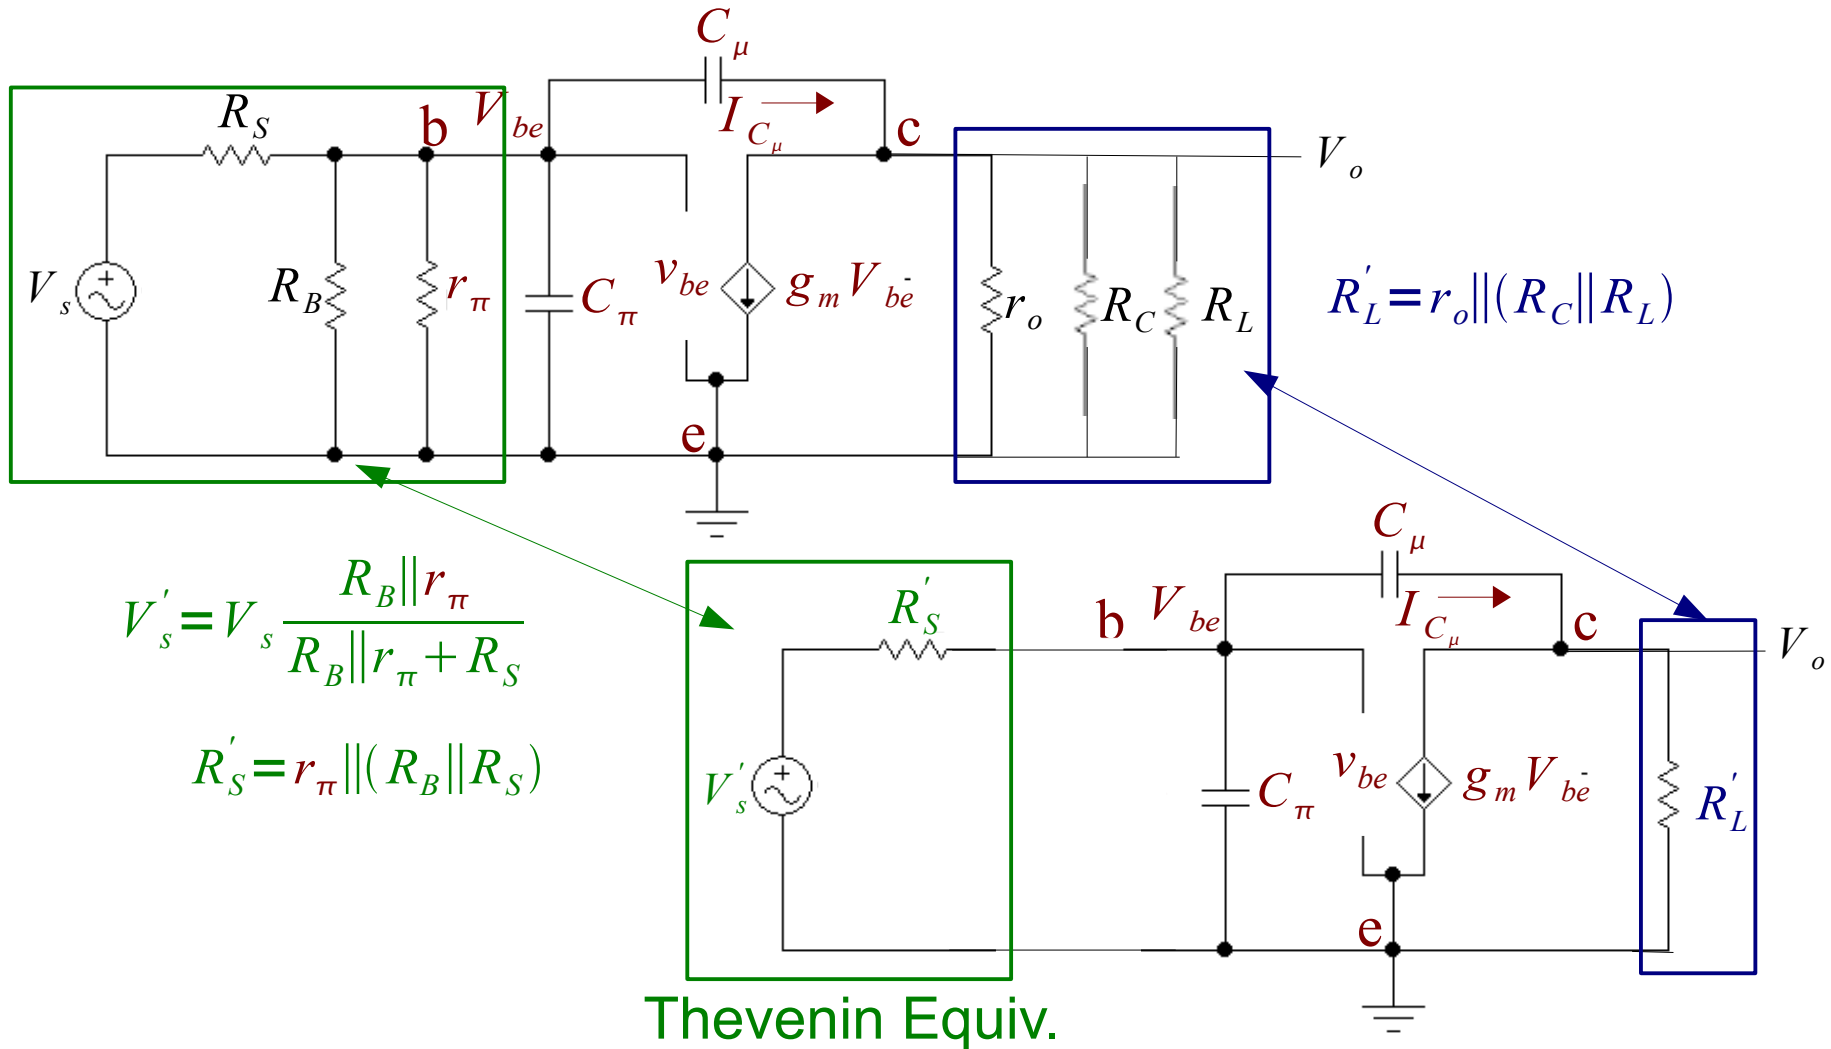 C_μ
R_S
b
V_be
I_Cμ
c
V_o
V_s
+
R_B
r_π
C_π
v_be
g_m V_be
-
r_o
R_C
R_L
R'_L = r_o||(R_C||R_L)
e
V'_s = V_s (R_B||r_π)/(R_B||r_π + R_S)
R'_S = r_π||(R_B||R_S)
C_μ
R'_S
b
V_be
I_Cμ
c
V_o
V'_s
+
C_π
v_be
g_m V_be
-
R'_L
e
Thevenin Equiv.